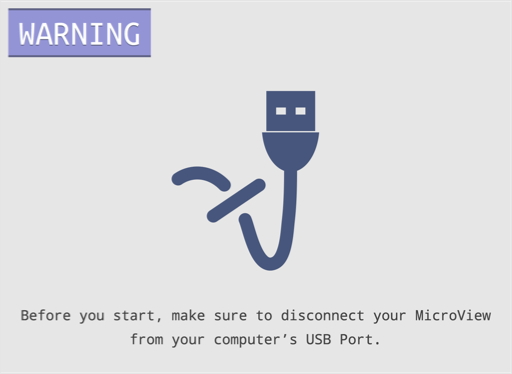 WARNING
Before you start, make sure to disconnect your MicroView
from your computer’s USB Port.